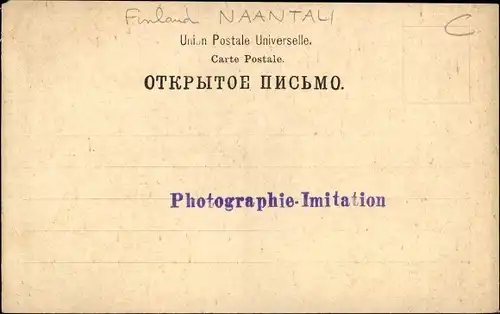 Finland NAANTALI
C
Union Postale Universelle.
Carte Postale.
ОТКРЫТОЕ ПИСЬМО.
Photographie-Imitation